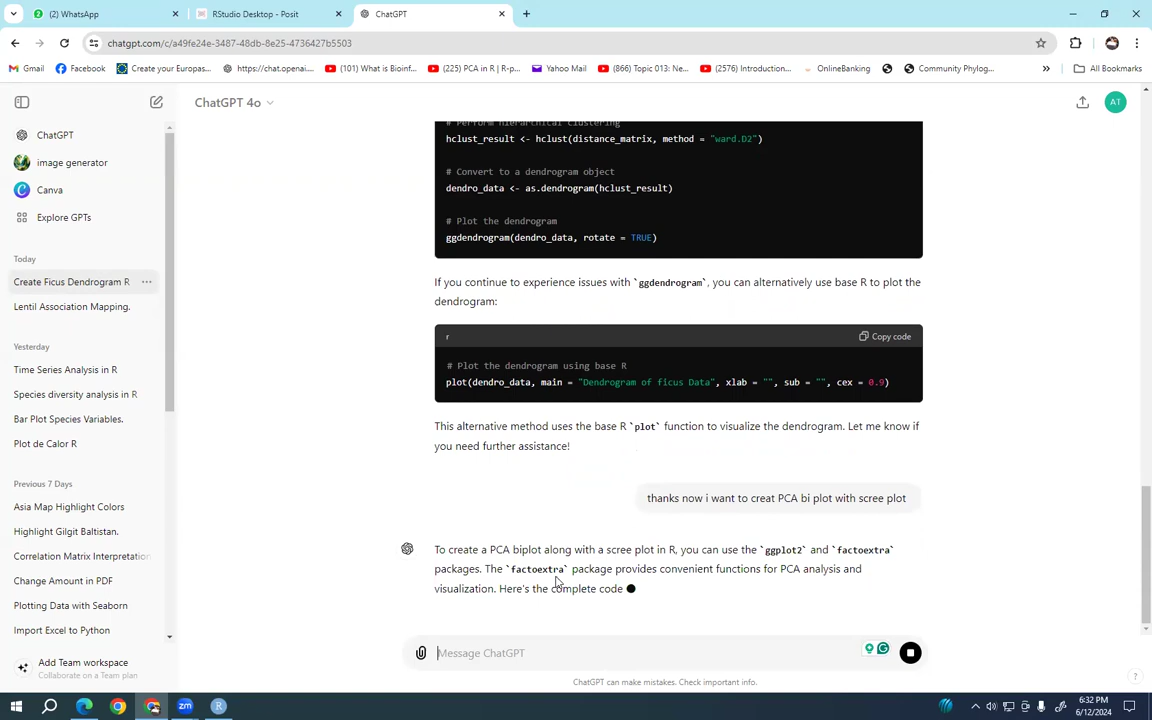 (2) WhatsApp
RStudio Desktop - Posit
ChatGPT
chatgpt.com/c/a49fe24e-3487-48db-8e25-4736427b5503
Gmail
Facebook
Create your Europas...
https://chat.openai....
(101) What is Bioinf...
(225) PCA in R | R-p...
Yahoo Mail
(866) Topic 013: Ne...
(2576) Introduction...
OnlineBanking
Community Phylog...
All Bookmarks
ChatGPT 4o
AT
ChatGPT
image generator
Canva
Explore GPTs
Today
Create Ficus Dendrogram R
Lentil Association Mapping.
Yesterday
Time Series Analysis in R
Species diversity analysis in R
Bar Plot Species Variables.
Plot de Calor R
Previous 7 Days
Asia Map Highlight Colors
Highlight Gilgit Baltistan.
Correlation Matrix Interpretation
Change Amount in PDF
Plotting Data with Seaborn
Import Excel to Python
Add Team workspace
Collaborate on a Team plan
# Perform hierarchical clustering
hclust_result <- hclust(distance_matrix, method = "ward.D2")
# Convert to a dendrogram object
dendro_data <- as.dendrogram(hclust_result)
# Plot the dendrogram
ggdendrogram(dendro_data, rotate = TRUE)
If you continue to experience issues with `ggdendrogram`, you can alternatively use base R to plot the
dendrogram:
r
Copy code
# Plot the dendrogram using base R
plot(dendro_data, main = "Dendrogram of ficus Data", xlab = "", sub = "", cex = 0.9)
This alternative method uses the base R `plot` function to visualize the dendrogram. Let me know if
you need further assistance!
thanks now i want to creat PCA bi plot with scree plot
To create a PCA biplot along with a scree plot in R, you can use the `ggplot2` and `factoextra`
packages. The `factoextra` package provides convenient functions for PCA analysis and
visualization. Here's the complete code
Message ChatGPT
ChatGPT can make mistakes. Check important info.
6:32 PM
6/12/2024